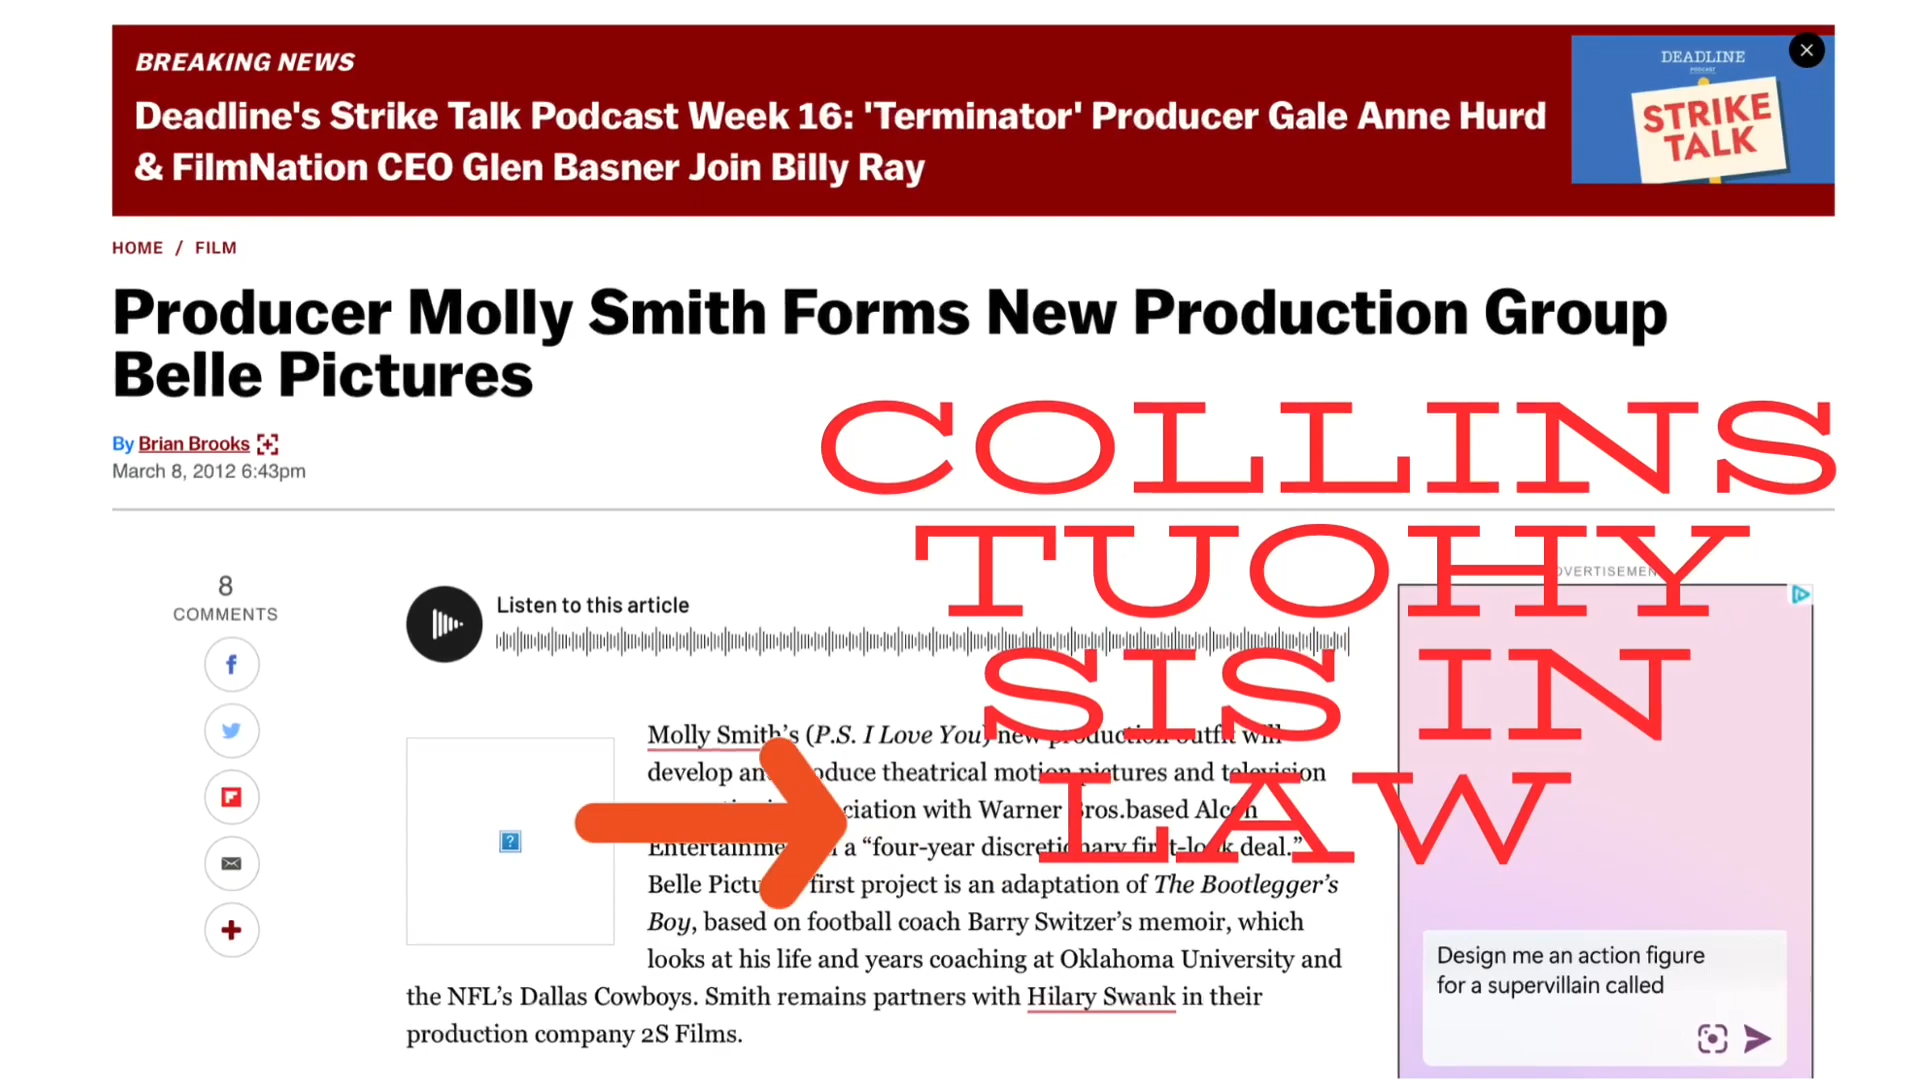 BREAKING NEWS
Deadline's Strike Talk Podcast Week 16: 'Terminator' Producer Gale Anne Hurd
& FilmNation CEO Glen Basner Join Billy Ray
DEADLINE
PODCAST
STRIKE
TALK
HOME / FILM
Producer Molly Smith Forms New Production Group
Belle Pictures
By Brian Brooks
March 8, 2012 6:43pm
COLLINS
TUOHY
SIS IN
LAW
8
COMMENTS
Listen to this article
Molly Smith's (P.S. I Love You) new production outfit will
develop and produce theatrical motion pictures and television
with Warner Bros.based Alcon
a “four-year discretionary first-look deal.”
Belle first project is an adaptation of The Bootlegger's
Boy, based on football coach Barry Switzer's memoir, which
looks at his life and years coaching at Oklahoma University and
the NFL's Dallas Cowboys. Smith remains partners with Hilary Swank in their
production company 2S Films.
Design me an action figure
for a supervillain called